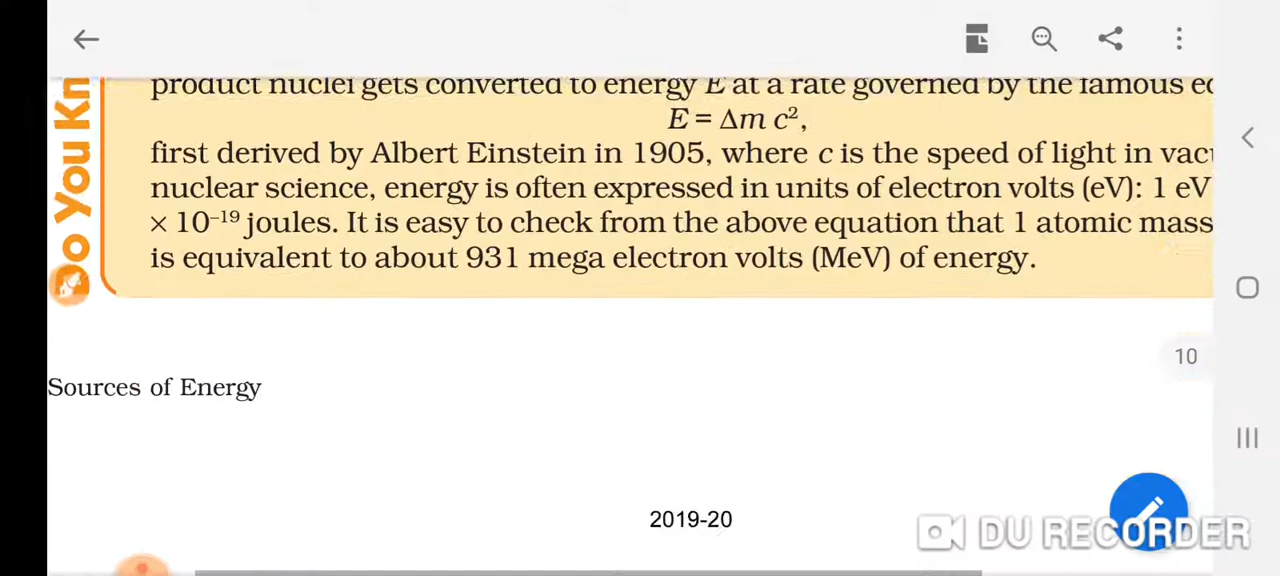 product nuclei gets converted to energy E at a rate governed by the famous
E = Δm c²,
first derived by Albert Einstein in 1905, where c is the speed of light in
nuclear science, energy is often expressed in units of electron volts (eV): 1 eV
× 10⁻¹⁹ joules. It is easy to check from the above equation that 1 atomic mass
is equivalent to about 931 mega electron volts (MeV) of energy.
Do You Kn
10
Sources of Energy
2019-20
DU RECORDER